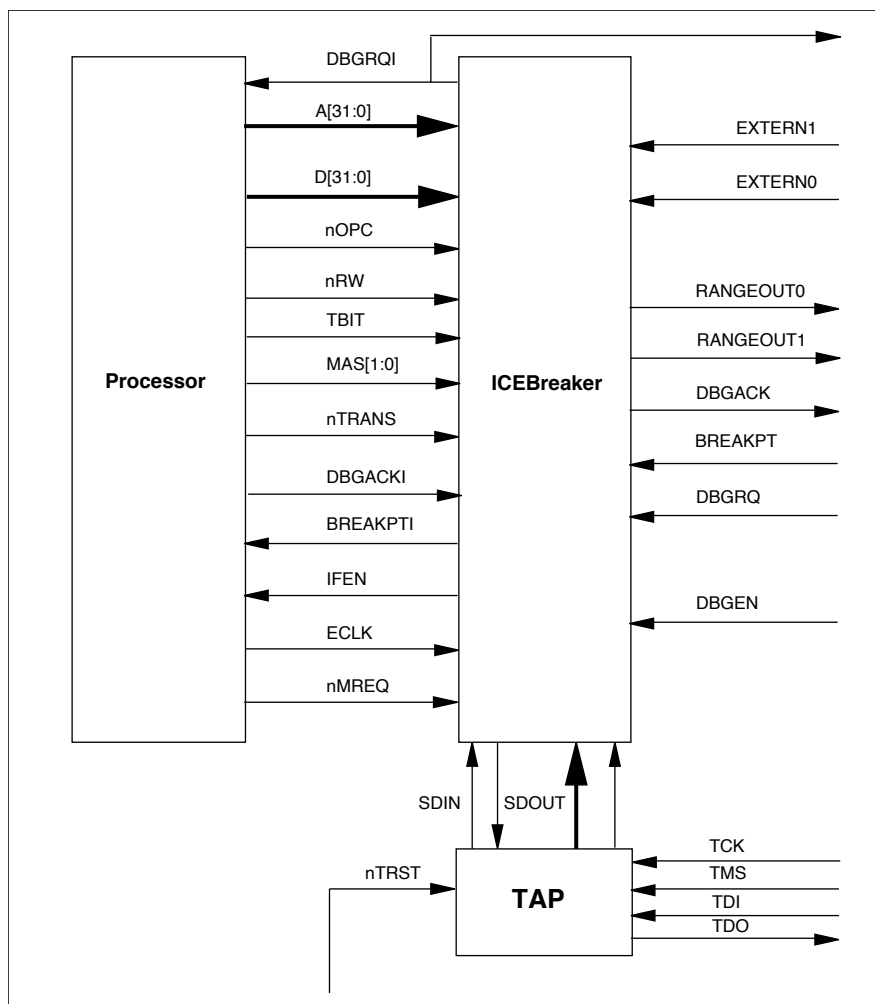 DBGRQI
A[31:0]
EXTERN1
D[31:0]
EXTERN0
nOPC
nRW
RANGEOUT0
TBIT
RANGEOUT1
MAS[1:0]
Processor
ICEBreaker
DBGACK
nTRANS
BREAKPT
DBGACKI
DBGRQ
BREAKPTI
IFEN
DBGEN
ECLK
nMREQ
SDIN
SDOUT
TCK
nTRST
TMS
TAP
TDI
TDO